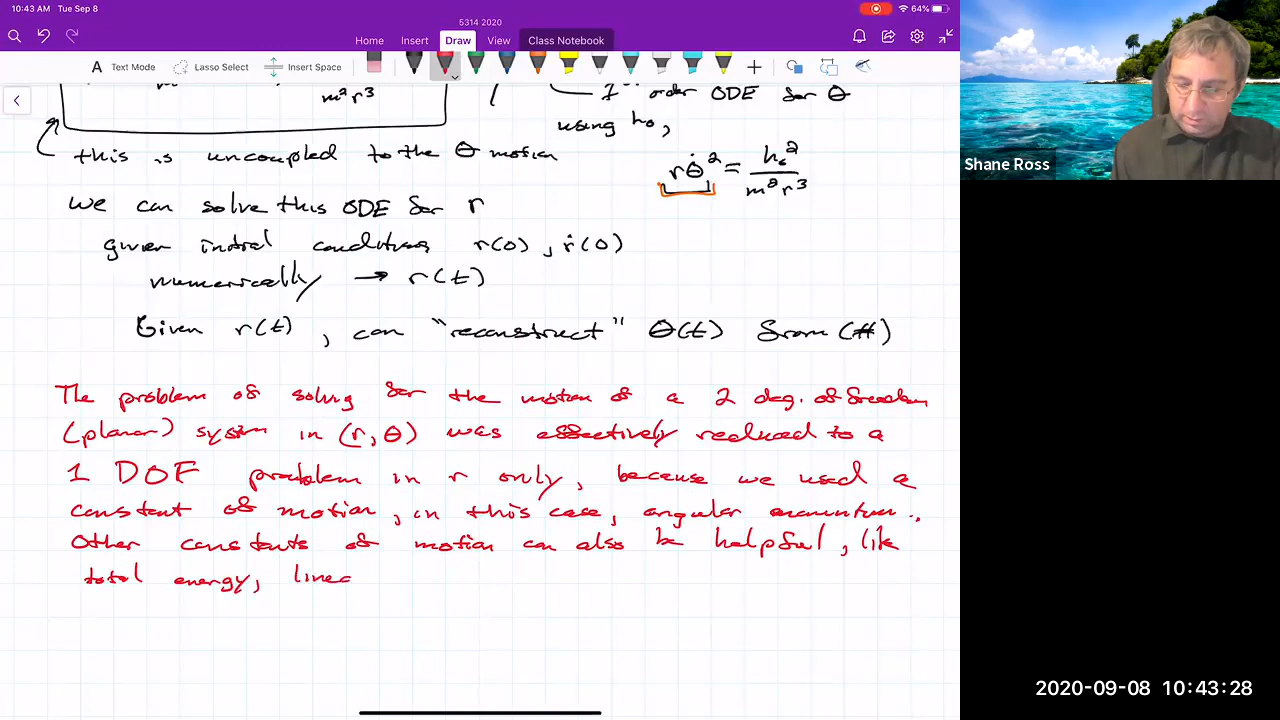 10:43 AM Tue Sep 8
64%
5314 2020
Home Insert Draw View Class Notebook
Text Mode Lasso Select Insert Space
m² r³
order ODE for θ
using h₀,
this is uncoupled to the θ motion
rθ̇² = h₀² / m² r³
we can solve this ODE for r
given initial conditions r(0), ṙ(0)
numerically → r(t)
Given r(t), can "reconstruct" θ(t) from (#)
The problem of solving for the motion of a 2 deg. of freedom
(planar) system in (r, θ) was effectively reduced to a
1 DOF problem in r only, because we used a
constant of motion, in this case, angular momentum.
Other constants of motion can also be helpful, like
total energy, linea
Shane Ross
2020-09-08 10:43:28